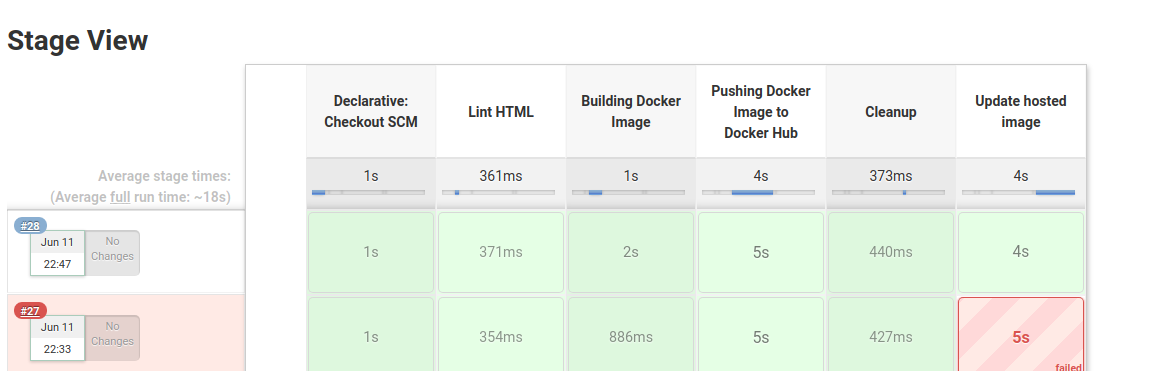 Stage View
Declarative:
Checkout SCM
Lint HTML
Building Docker
Image
Pushing Docker
Image to
Docker Hub
Cleanup
Update hosted
image
Average stage times:
(Average full run time: ~18s)
1s
361ms
1s
4s
373ms
4s
#28
Jun 11
22:47
No
Changes
1s
371ms
2s
5s
440ms
4s
#27
Jun 11
22:33
No
Changes
1s
354ms
886ms
5s
427ms
5s
failed